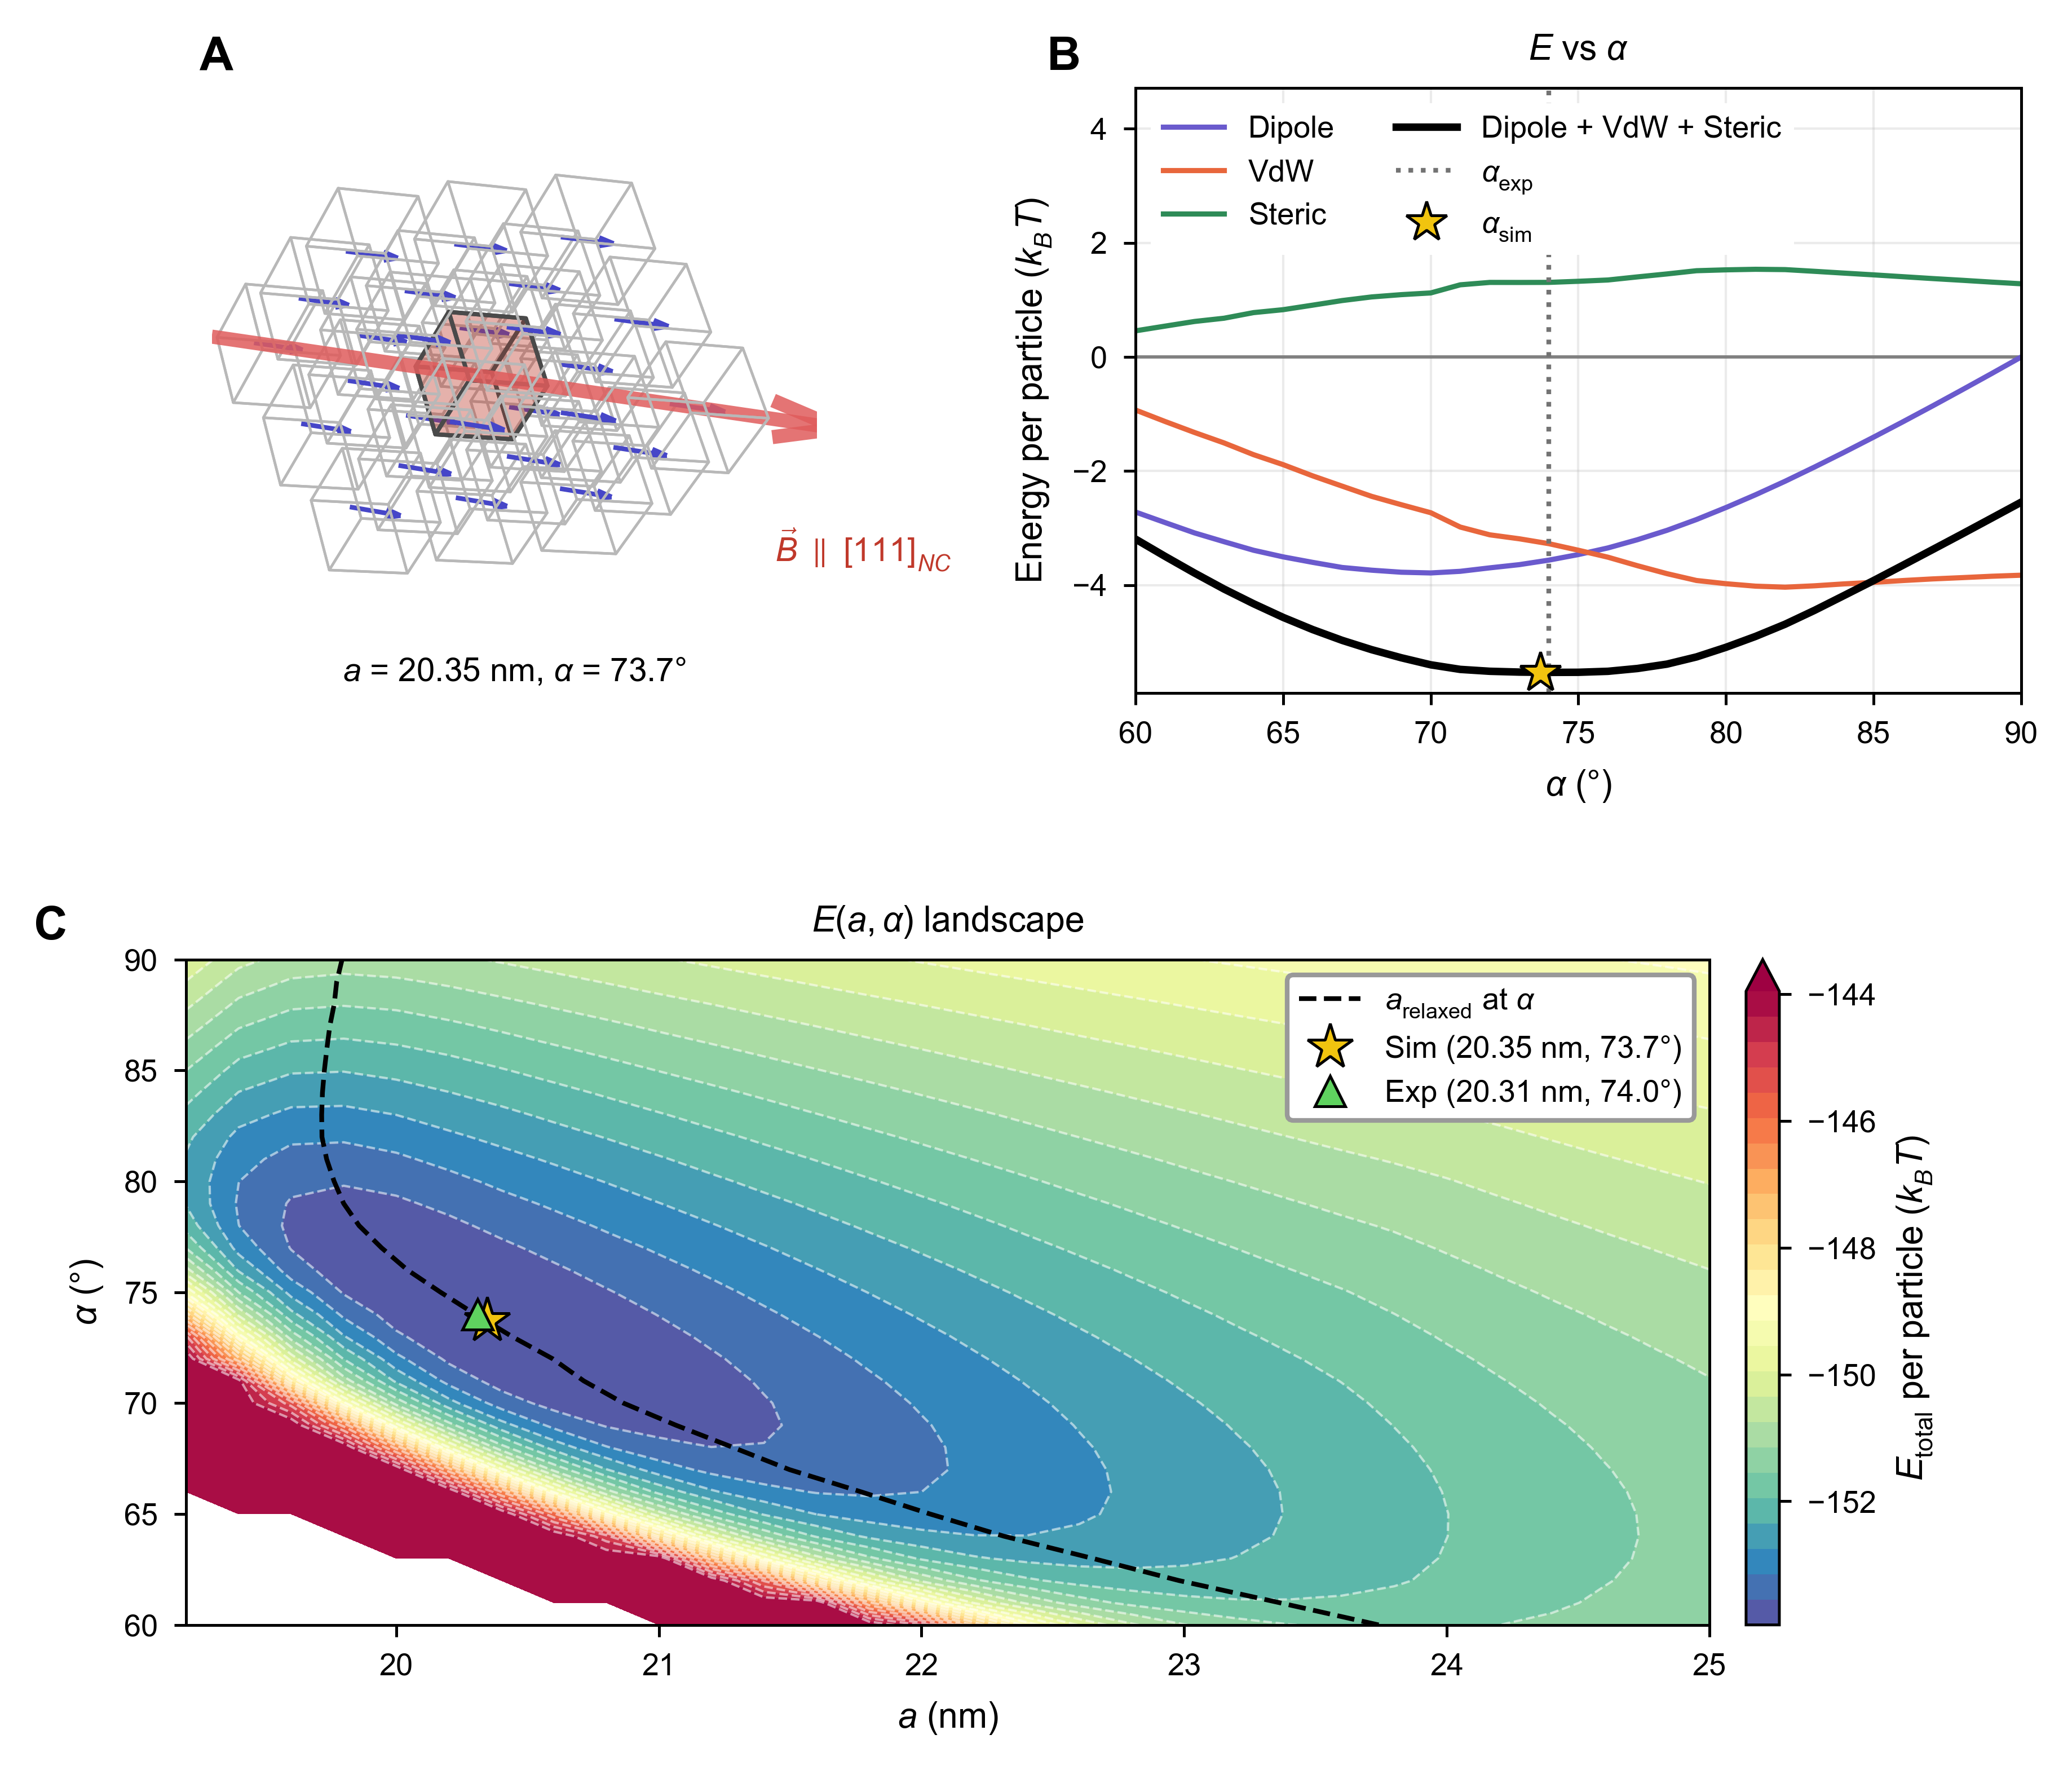 A
B⃗ ∥ [111]NC
a = 20.35 nm, α = 73.7°
B
E vs α
Dipole
VdW
Steric
Dipole + VdW + Steric
αexp
αsim
4
2
0
−2
−4
Energy per particle (kBT)
60
65
70
75
80
85
90
α (°)
C
E(a, α) landscape
90
85
80
75
70
65
60
α (°)
arelaxed at α
Sim (20.35 nm, 73.7°)
Exp (20.31 nm, 74.0°)
20
21
22
23
24
25
a (nm)
−144
−146
−148
−150
−152
Etotal per particle (kBT)